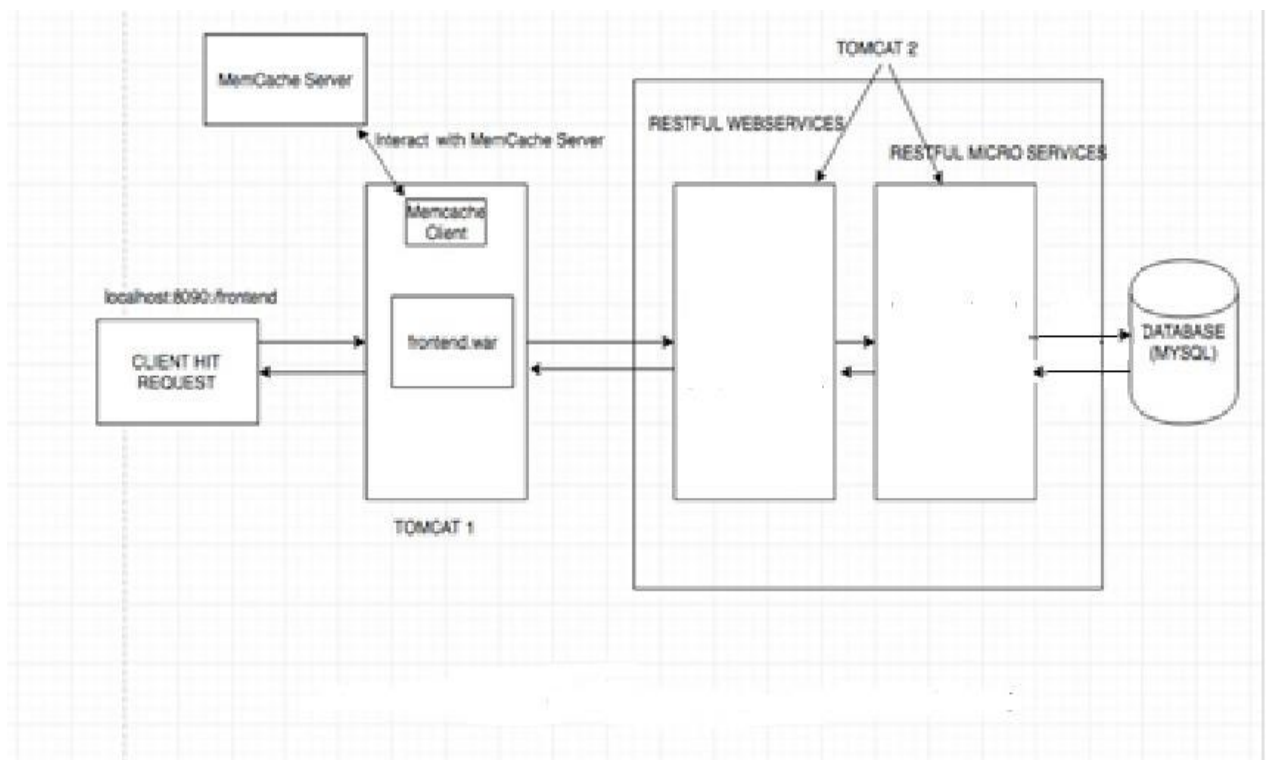 TOMCAT 2
MemCache Server
RESTFUL WEBSERVICES
Interact with MemCache Server
RESTFUL MICRO SERVICES
Memcache
Client
localhost:8090:/frontend
CLIENT HIT
REQUEST
frontend.war
DATABASE
(MYSQL)
TOMCAT 1